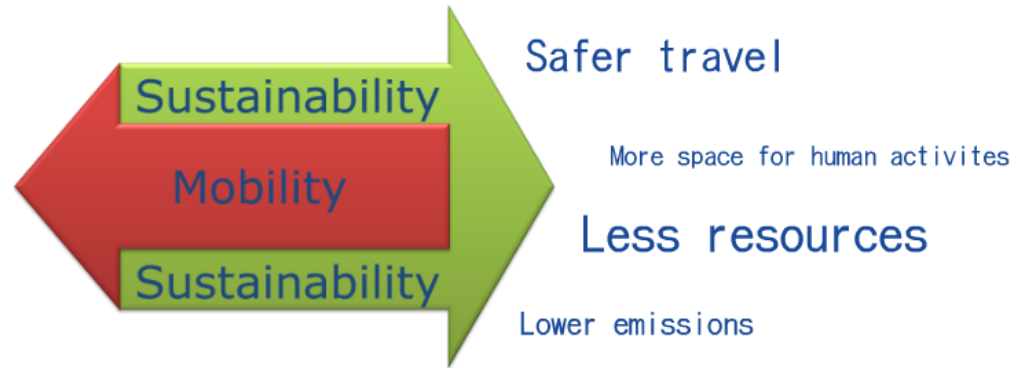 Sustainability
Mobility
Sustainability
Safer travel
More space for human activites
Less resources
Lower emissions